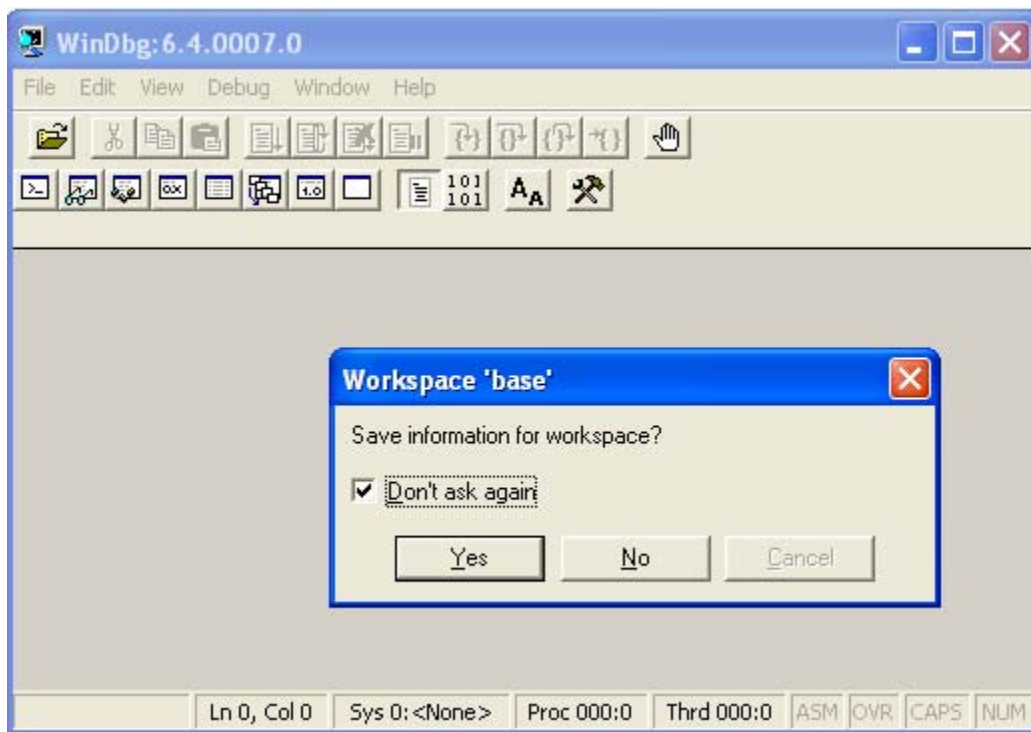 WinDbg:6.4.0007.0
File Edit View Debug Window Help
101
101
AA
Workspace 'base'
Save information for workspace?
Don't ask again
Yes No Cancel
Ln 0, Col 0 Sys 0:<None> Proc 000:0 Thrd 000:0 ASM OVR CAPS NUM